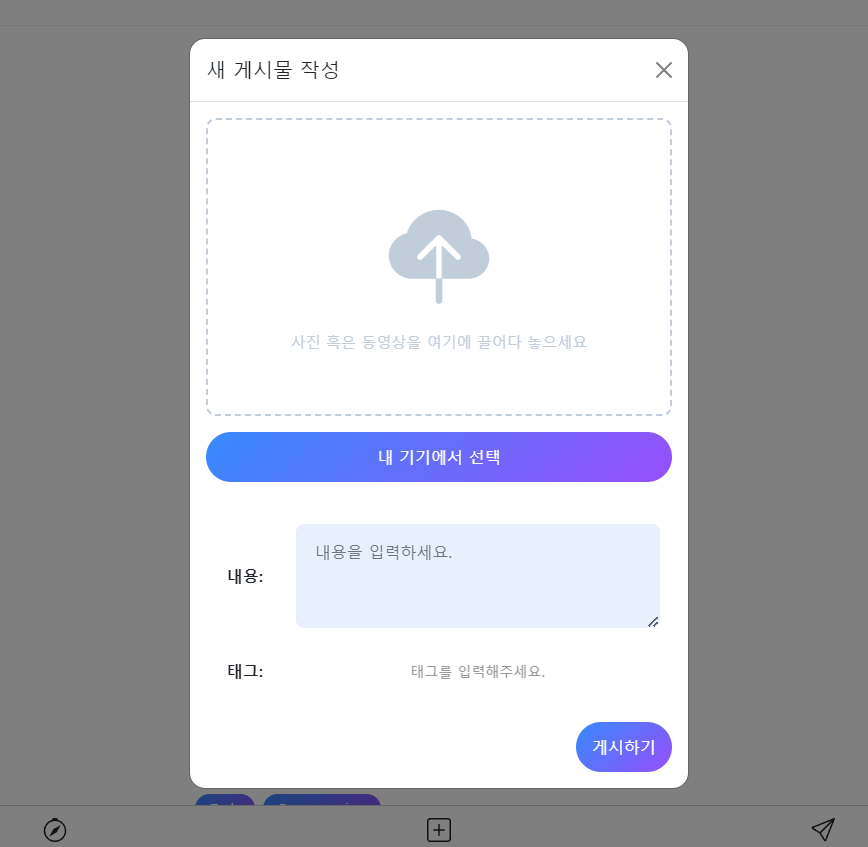 새 게시물 작성
사진 혹은 동영상을 여기에 끌어다 놓으세요
내 기기에서 선택
내용:
내용을 입력하세요.
태그:
태그를 입력해주세요.
게시하기